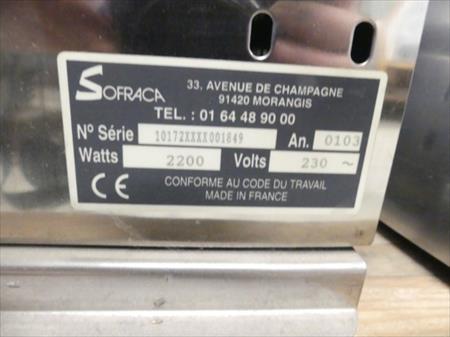 SOFRACA
33, AVENUE DE CHAMPAGNE
91420 MORANGIS
TEL. : 01 64 48 90 00
N° Série 10172XXXX001849 An. 0103
Watts 2200 Volts 230 ~
CE CONFORME AU CODE DU TRAVAIL
MADE IN FRANCE